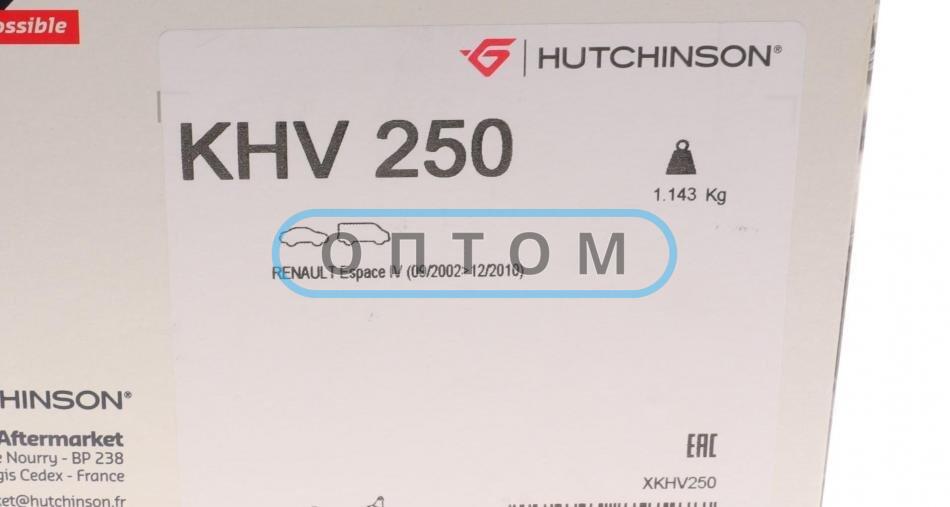 ossible
HUTCHINSON®
KHV 250
1.143 Kg
ОПТОМ
RENAULT Espace IV (09/2002>12/2010)
HINSON®
Aftermarket
Nourry - BP 238
gis Cedex - France
ket@hutchinson.fr
EAC
XKHV250